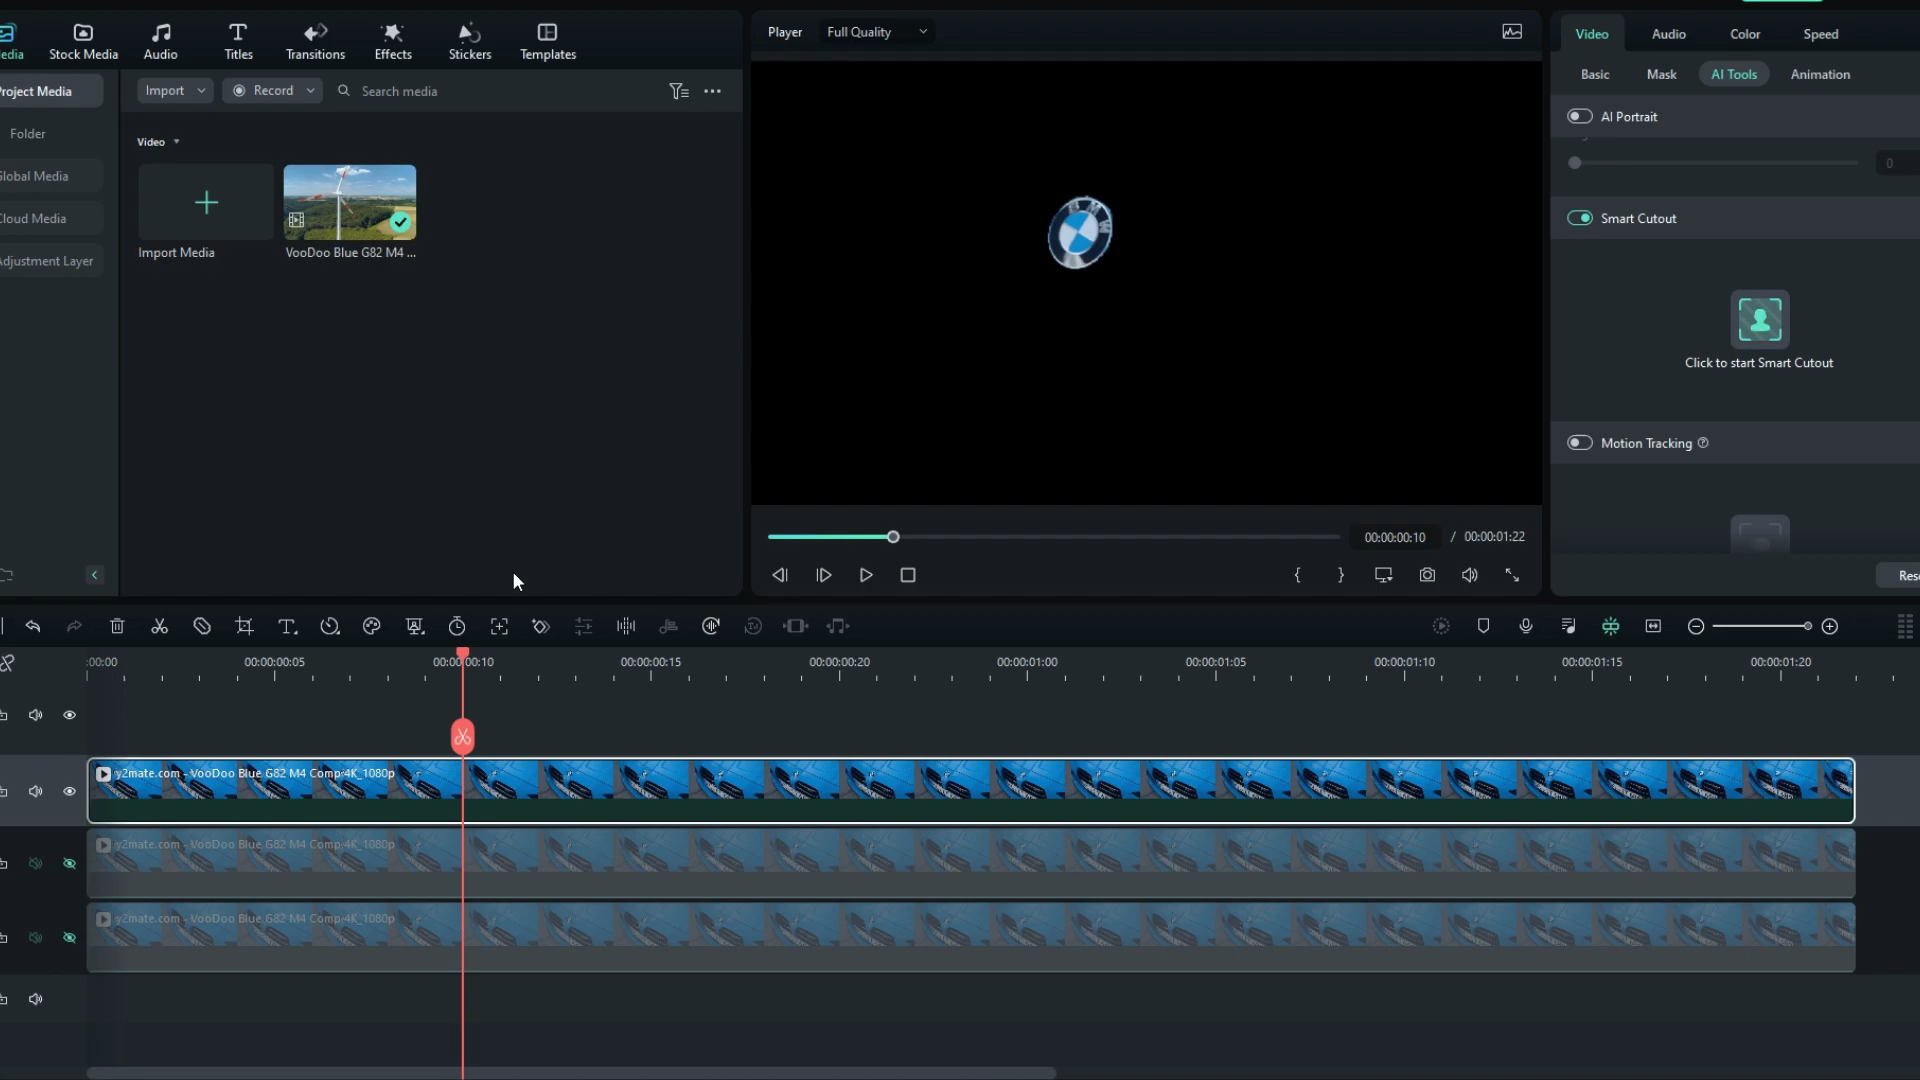 edia
Stock Media
Audio
Titles
Transitions
Effects
Stickers
Templates
Player
Full Quality
Video
Audio
Color
Speed
Basic
Mask
AI Tools
Animation
Project Media
Import
Record
Search media
AI Portrait
Folder
Video
0
Global Media
Cloud Media
Smart Cutout
Import Media
VooDoo Blue G82 M4 ...
Adjustment Layer
BMW
Click to start Smart Cutout
Motion Tracking
00:00:00:10 / 00:00:01:22
Rese
:00:00
00:00:00:05
00:00:00:10
00:00:00:15
00:00:00:20
00:00:01:00
00:00:01:05
00:00:01:10
00:00:01:15
00:00:01:20
y2mate.com - VooDoo Blue G82 M4 Comp-4K_1080p
y2mate.com - VooDoo Blue G82 M4 Comp-4K_1080p
y2mate.com - VooDoo Blue G82 M4 Comp-4K_1080p